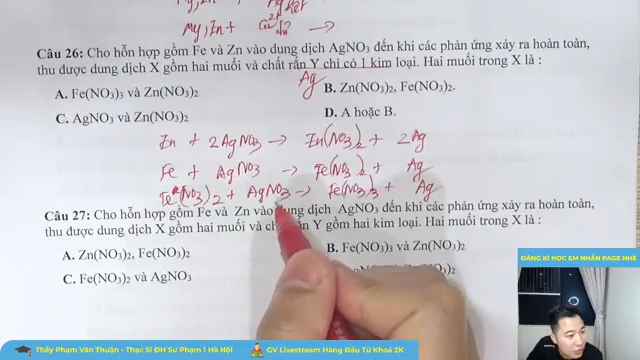 Mg, Zn + Cu²⁺ →
Câu 26: Cho hỗn hợp gồm Fe và Zn vào dung dịch AgNO3 đến khi các phản ứng xảy ra hoàn toàn,
thu được dung dịch X gồm hai muối và chất rắn Y chỉ có 1 kim loại. Hai muối trong X là :
Ag
A. Fe(NO3)3 và Zn(NO3)2
B. Zn(NO3)2, Fe(NO3)2.
C. AgNO3 và Zn(NO3)2
D. A hoặc B.
Zn + 2AgNO3 → Zn(NO3)2 + 2Ag
Fe + AgNO3 → Fe(NO3)2 + Ag
Fe(NO3)2 + AgNO3 → Fe(NO3)3 + Ag
Câu 27: Cho hỗn hợp gồm Fe và Zn vào dung dịch AgNO3 đến khi các phản ứng xảy ra hoàn toàn,
thu được dung dịch X gồm hai muối và Y gồm hai kim loại. Hai muối trong X là :
A. Zn(NO3)2, Fe(NO3)2
B. Fe(NO3)3 và Zn(NO3)2
C. Fe(NO3)2 và AgNO3
ĐĂNG KÍ HỌC EM NHẮN PAGE NHÉ
Thầy Phạm Văn Thuận - Thạc Sĩ ĐH Sư Phạm 1 Hà Nội
GV Livestream Hàng Đầu Từ Khoá 2K